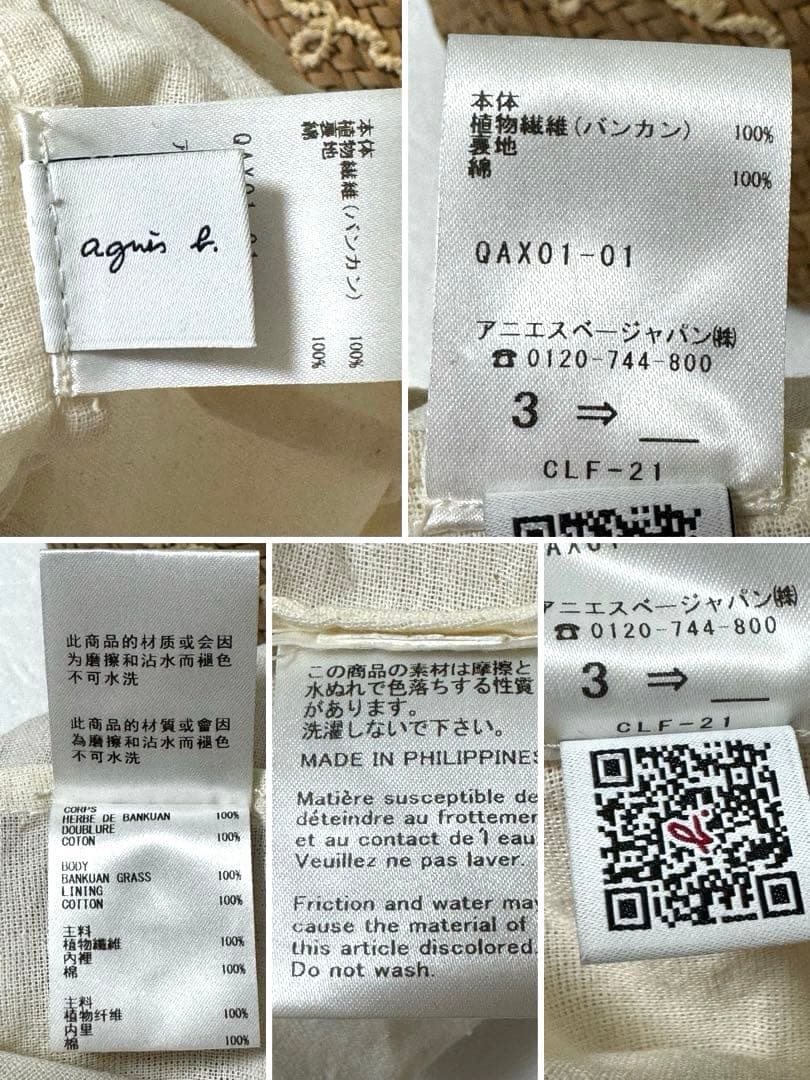 agnès b.
QAX01-01
ア
本体
植物繊維(バンカン) 100%
裏地
綿 100%
本体
植物繊維(バンカン) 100%
裏地
綿 100%
QAX01-01
アニエスベージャパン㈱
☎ 0120-744-800
3 ⇒ __
CLF-21
此商品的材质或会因
为磨擦和沾水而褪色
不可水洗
此商品的材質或會因
為磨擦和沾水而褪色
不可水洗
CORPS
HERBE DE BANKUAN 100%
DOUBLURE
COTON 100%
BODY
BANKUAN GRASS 100%
LINING
COTTON 100%
主料
植物纖維 100%
內裡
棉 100%
主料
植物纤维 100%
内里
棉 100%
この商品の素材は摩擦と
水ぬれで色落ちする性質
があります。
洗濯しないで下さい。
MADE IN PHILIPPINES
Matière susceptible de
déteindre au frottemen
et au contact de l'eau
Veuillez ne pas laver.
Friction and water may
cause the material of
this article discolored.
Do not wash.
AX01
アニエスベージャパン㈱
☎ 0120-744-800
3 ⇒ __
CLF-21
b.